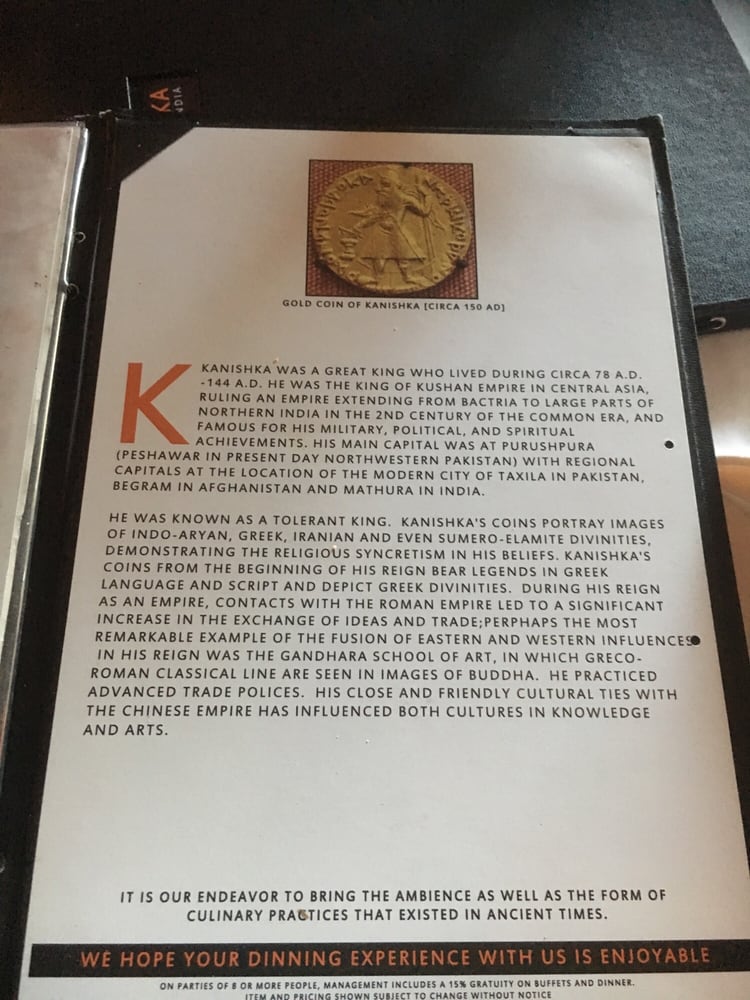 KA
NDIA
GOLD COIN OF KANISHKA [CIRCA 150 AD]
KANISHKA WAS A GREAT KING WHO LIVED DURING CIRCA 78 A.D.
-144 A.D. HE WAS THE KING OF KUSHAN EMPIRE IN CENTRAL ASIA,
RULING AN EMPIRE EXTENDING FROM BACTRIA TO LARGE PARTS OF
NORTHERN INDIA IN THE 2ND CENTURY OF THE COMMON ERA, AND
K FAMOUS FOR HIS MILITARY, POLITICAL, AND SPIRITUAL
ACHIEVEMENTS. HIS MAIN CAPITAL WAS AT PURUSHPURA
(PESHAWAR IN PRESENT DAY NORTHWESTERN PAKISTAN) WITH REGIONAL
CAPITALS AT THE LOCATION OF THE MODERN CITY OF TAXILA IN PAKISTAN,
BEGRAM IN AFGHANISTAN AND MATHURA IN INDIA.
HE WAS KNOWN AS A TOLERANT KING. KANISHKA'S COINS PORTRAY IMAGES
OF INDO-ARYAN, GREEK, IRANIAN AND EVEN SUMERO-ELAMITE DIVINITIES,
DEMONSTRATING THE RELIGIOUS SYNCRETISM IN HIS BELIEFS. KANISHKA'S
COINS FROM THE BEGINNING OF HIS REIGN BEAR LEGENDS IN GREEK
LANGUAGE AND SCRIPT AND DEPICT GREEK DIVINITIES. DURING HIS REIGN
AS AN EMPIRE, CONTACTS WITH THE ROMAN EMPIRE LED TO A SIGNIFICANT
INCREASE IN THE EXCHANGE OF IDEAS AND TRADE;PERPHAPS THE MOST
REMARKABLE EXAMPLE OF THE FUSION OF EASTERN AND WESTERN INFLUENCES
IN HIS REIGN WAS THE GANDHARA SCHOOL OF ART, IN WHICH GRECO-
ROMAN CLASSICAL LINE ARE SEEN IN IMAGES OF BUDDHA. HE PRACTICED
ADVANCED TRADE POLICES. HIS CLOSE AND FRIENDLY CULTURAL TIES WITH
THE CHINESE EMPIRE HAS INFLUENCED BOTH CULTURES IN KNOWLEDGE
AND ARTS.
IT IS OUR ENDEAVOR TO BRING THE AMBIENCE AS WELL AS THE FORM OF
CULINARY PRACTICES THAT EXISTED IN ANCIENT TIMES.
WE HOPE YOUR DINNING EXPERIENCE WITH US IS ENJOYABLE
ON PARTIES OF 8 OR MORE PEOPLE, MANAGEMENT INCLUDES A 15% GRATUITY ON BUFFETS AND DINNER.
ITEM AND PRICING SHOWN SUBJECT TO CHANGE WITHOUT NOTICE